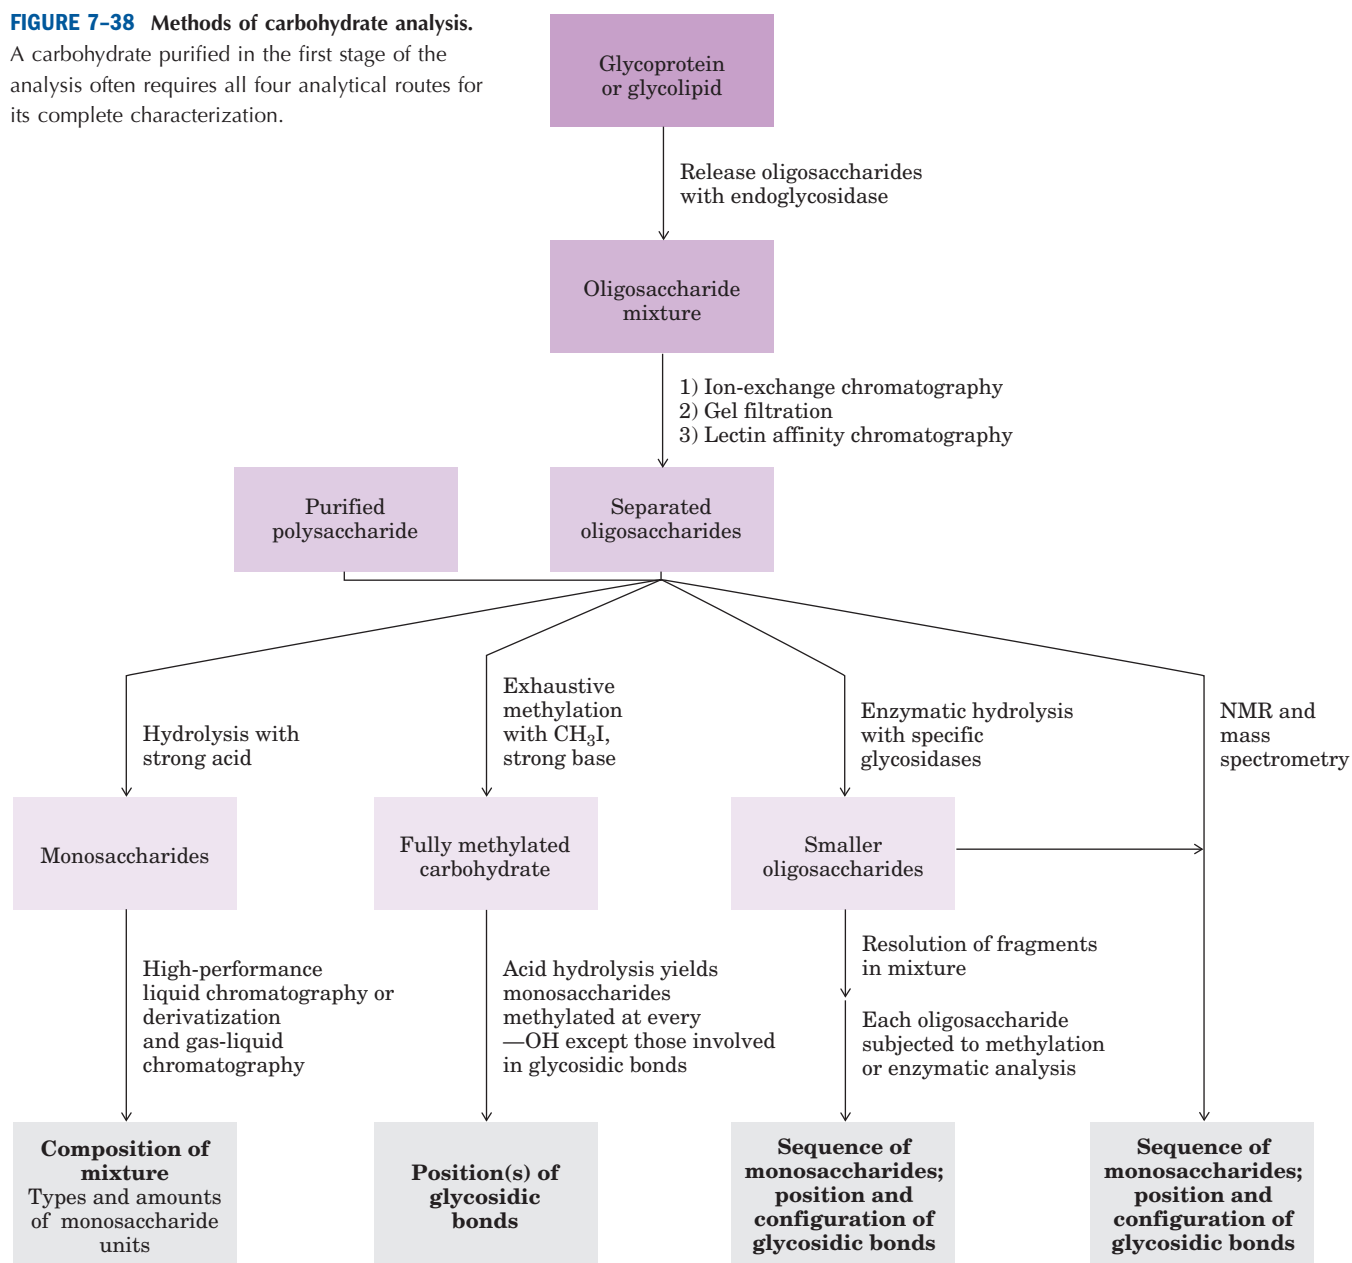 FIGURE 7–38 Methods of carbohydrate analysis.
A carbohydrate purified in the first stage of the
analysis often requires all four analytical routes for
its complete characterization.
Glycoprotein
or glycolipid
Release oligosaccharides
with endoglycosidase
Oligosaccharide
mixture
1) Ion-exchange chromatography
2) Gel filtration
3) Lectin affinity chromatography
Purified
polysaccharide
Separated
oligosaccharides
Hydrolysis with
strong acid
Exhaustive
methylation
with CH₃I,
strong base
Enzymatic hydrolysis
with specific
glycosidases
NMR and
mass
spectrometry
Monosaccharides
Fully methylated
carbohydrate
Smaller
oligosaccharides
High-performance
liquid chromatography or
derivatization
and gas-liquid
chromatography
Acid hydrolysis yields
monosaccharides
methylated at every
—OH except those involved
in glycosidic bonds
Resolution of fragments
in mixture
Each oligosaccharide
subjected to methylation
or enzymatic analysis
Composition of
mixture
Types and amounts
of monosaccharide
units
Position(s) of
glycosidic
bonds
Sequence of
monosaccharides;
position and
configuration of
glycosidic bonds
Sequence of
monosaccharides;
position and
configuration of
glycosidic bonds